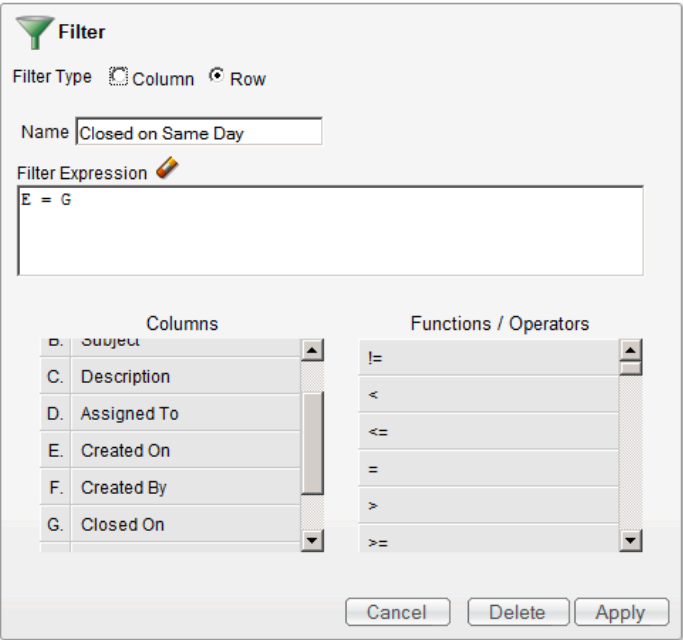 Filter
Filter Type Column Row
Name Closed on Same Day
Filter Expression
E = G
Columns
Functions / Operators
B. Subject
C. Description
D. Assigned To
E. Created On
F. Created By
G. Closed On
!=
<
<=
=
>
>=
Cancel Delete Apply